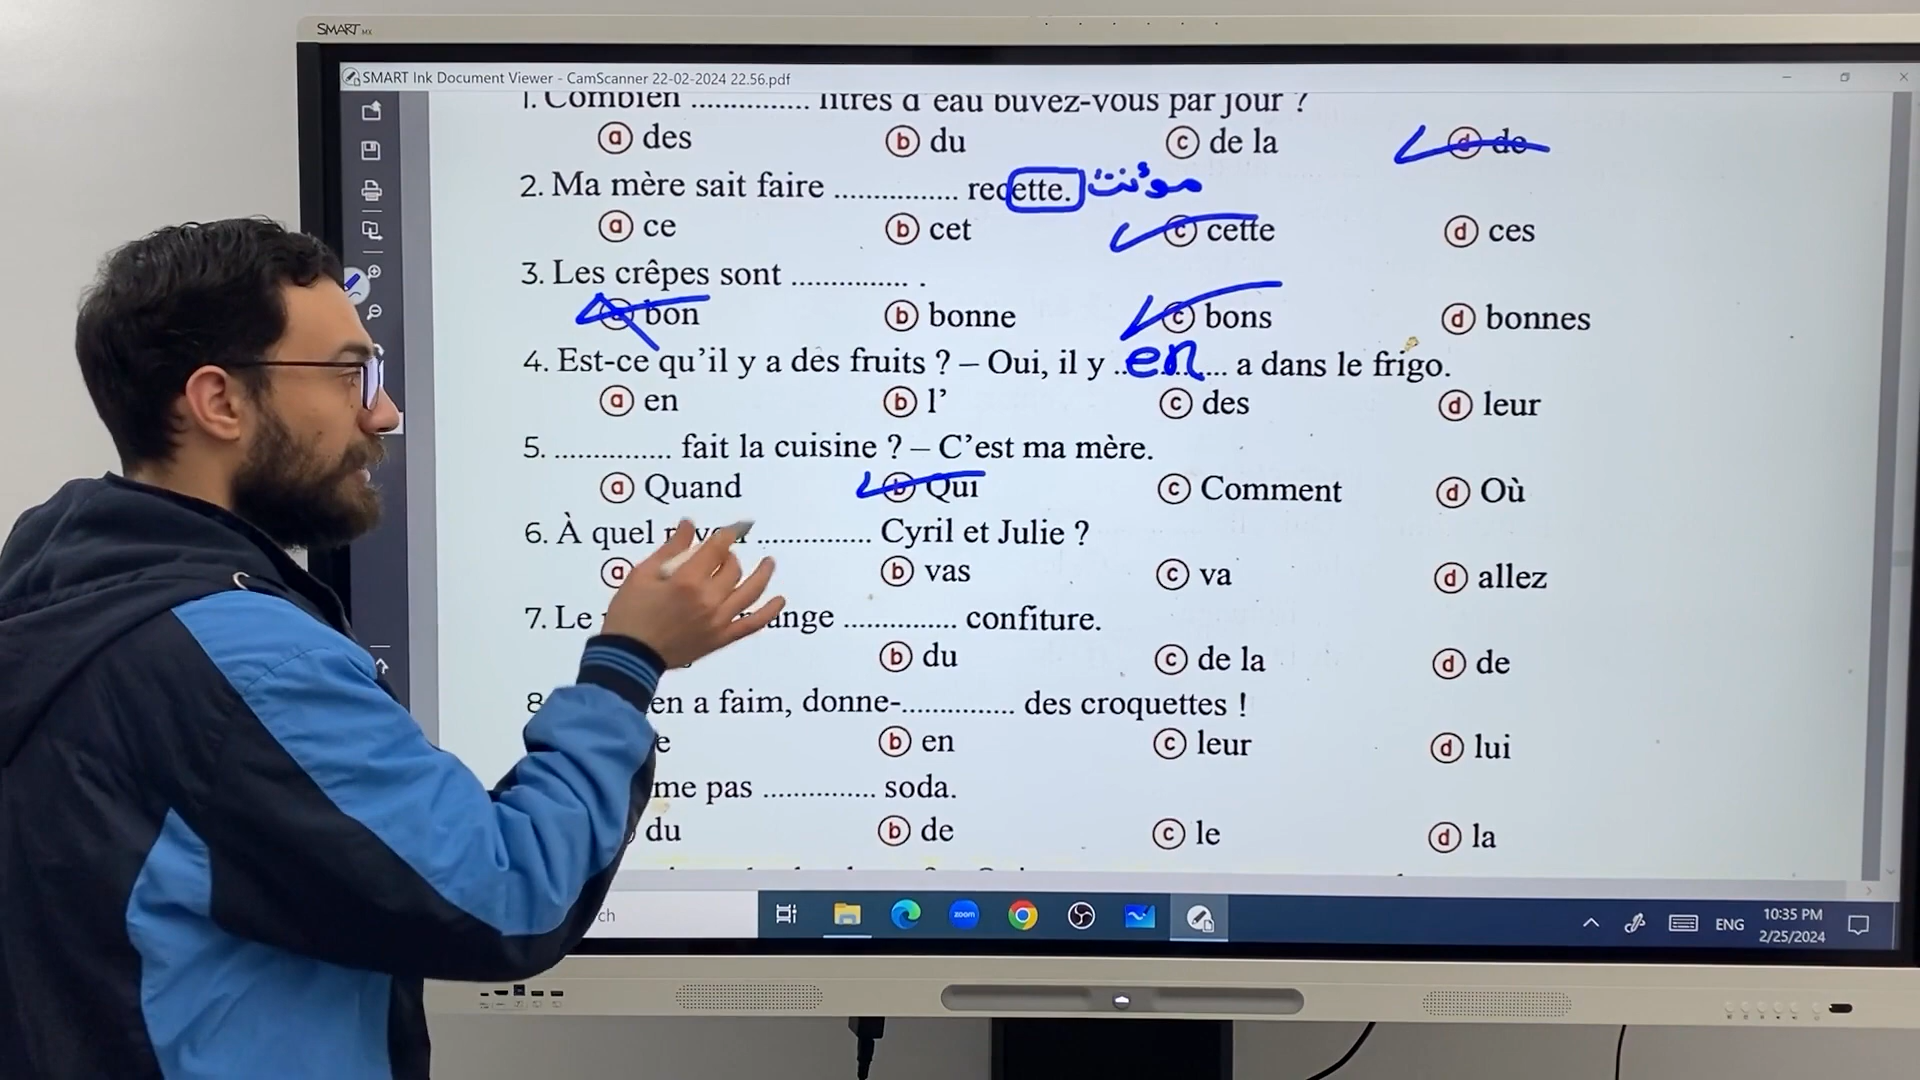 SMART MX
SMART Ink Document Viewer - CamScanner 22-02-2024 22.56.pdf
1. Combien .............. litres d'eau buvez-vous par jour ?
a des b du c de la d de
2. Ma mère sait faire .............. recette. مؤنث
a ce b cet c cette d ces
3. Les crêpes sont .............. .
bon b bonne c bons d bonnes
4. Est-ce qu'il y a des fruits ? – Oui, il y en a dans le frigo.
a en b l' c des d leur
5. .............. fait la cuisine ? – C'est ma mère.
a Quand b Qui c Comment d Où
6. À quel .............. Cyril et Julie ?
a b vas c va d allez
7. Le .............. confiture.
b du c de la d de
8 a faim, donne-.............. des croquettes !
b en c leur d lui
pas .............. soda.
du b de c le d la
zoom
ENG
10:35 PM
2/25/2024